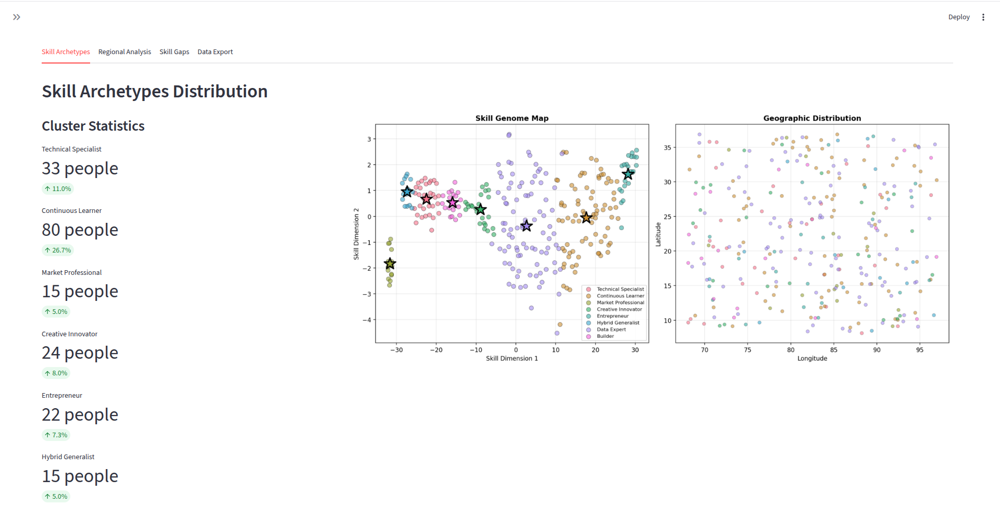 Deploy
Skill Archetypes Regional Analysis Skill Gaps Data Export
Skill Archetypes Distribution
Cluster Statistics
Technical Specialist
33 people
↑ 11.0%
Continuous Learner
80 people
↑ 26.7%
Market Professional
15 people
↑ 5.0%
Creative Innovator
24 people
↑ 8.0%
Entrepreneur
22 people
↑ 7.3%
Hybrid Generalist
15 people
↑ 5.0%
Skill Genome Map
Skill Dimension 2
3
2
1
0
−1
−2
−3
−4
−30 −20 −10 0 10 20 30
Skill Dimension 1
Technical Specialist
Continuous Learner
Market Professional
Creative Innovator
Entrepreneur
Hybrid Generalist
Data Expert
Builder
Geographic Distribution
Latitude
35
30
25
20
15
10
70 75 80 85 90 95
Longitude